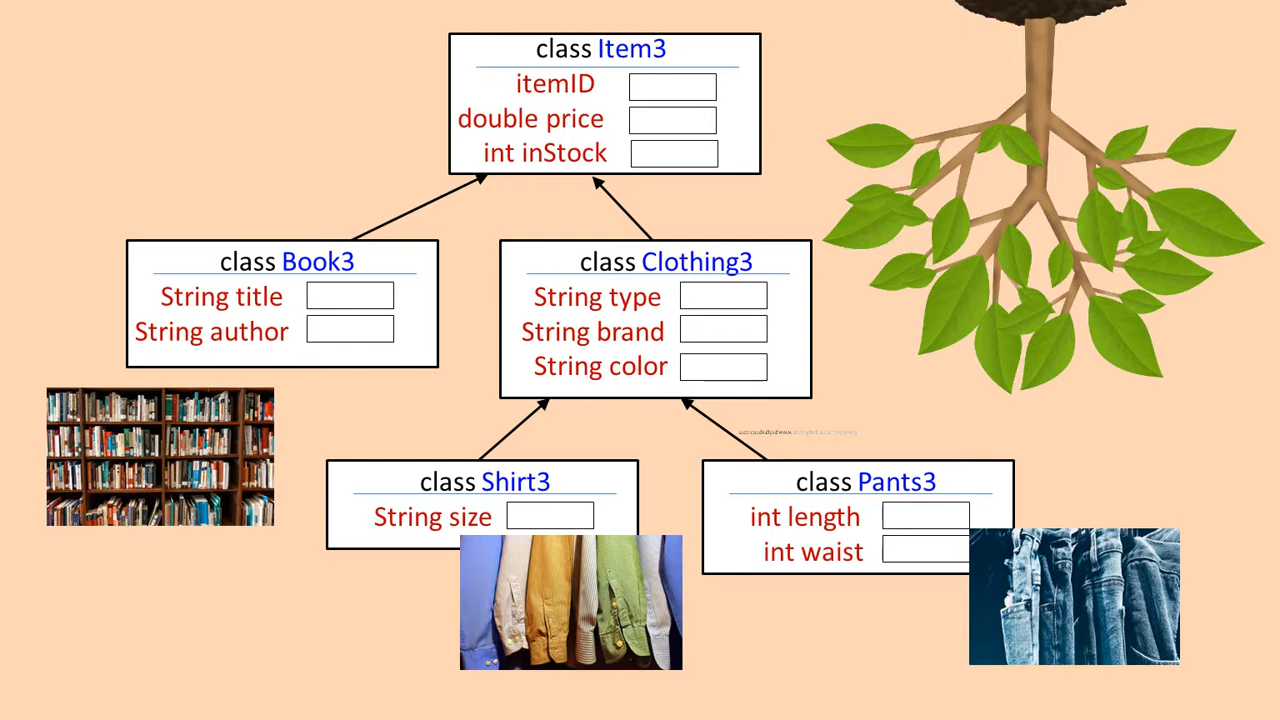 class Item3
itemID
double price
int inStock
class Book3
String title
String author
class Clothing3
String type
String brand
String color
class Shirt3
String size
class Pants3
int length
int waist